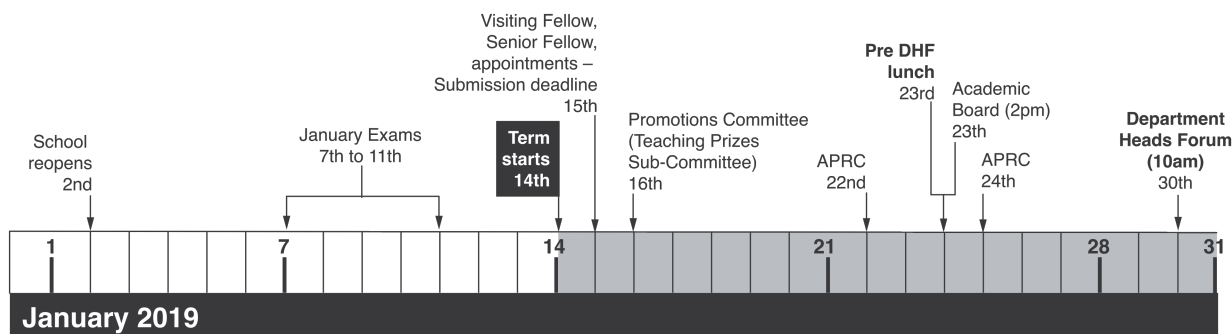 School
reopens
2nd
January Exams
7th to 11th
Term
starts
14th
Visiting Fellow,
Senior Fellow,
appointments –
Submission deadline
15th
Promotions Committee
(Teaching Prizes
Sub-Committee)
16th
APRC
22nd
Pre DHF
lunch
23rd
Academic
Board (2pm)
23th
APRC
24th
Department
Heads Forum
(10am)
30th
1 7 14 21 28 31
January 2019